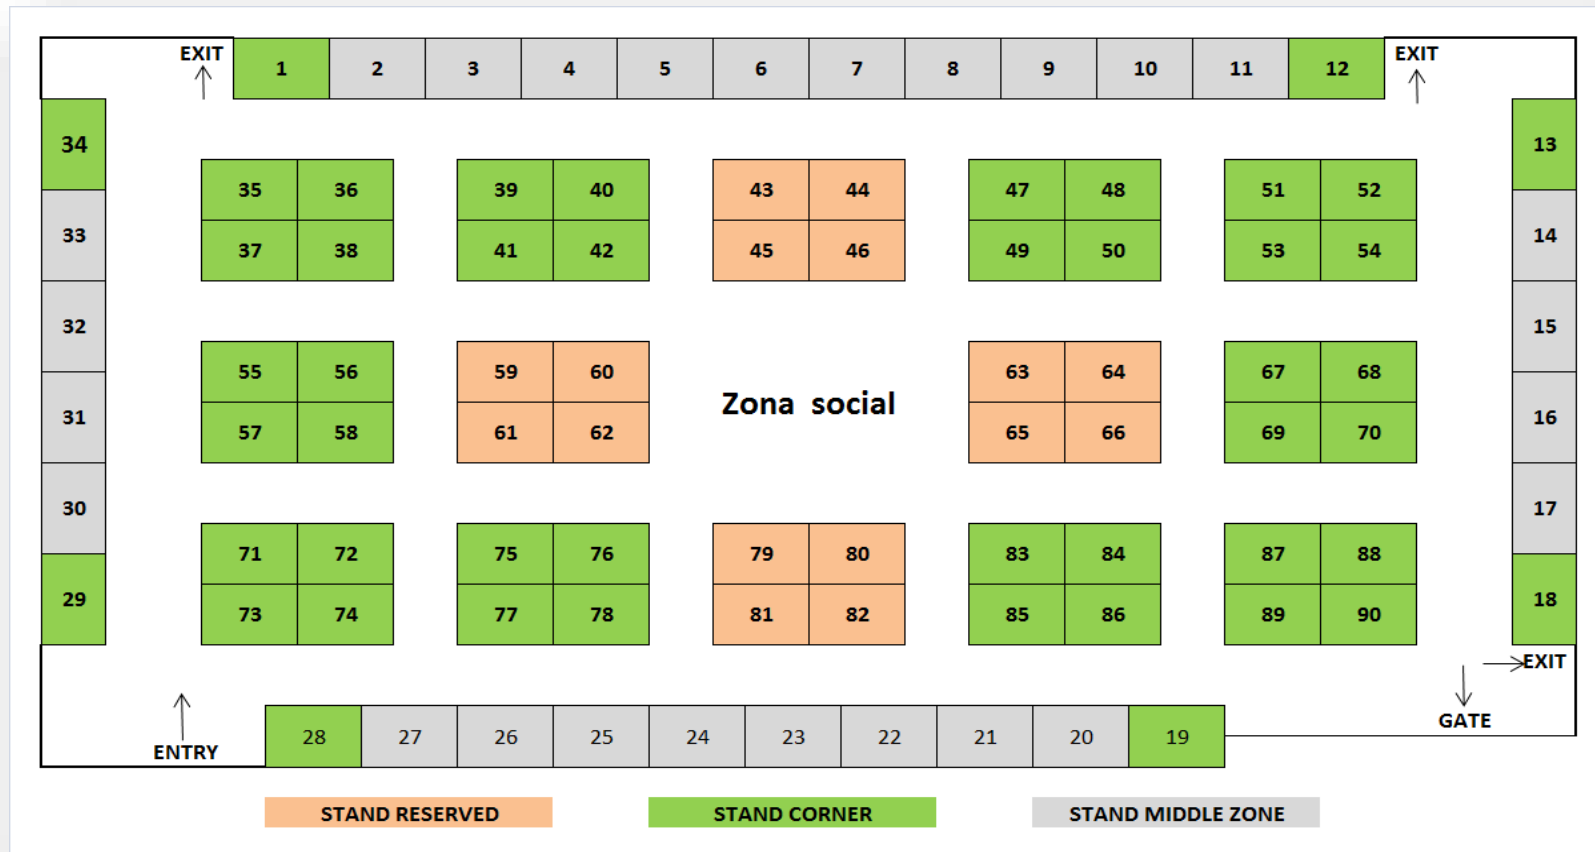 EXIT 1 2 3 4 5 6 7 8 9 10 11 12 EXIT
34 13
35 36 39 40 43 44 47 48 51 52
33 37 38 41 42 45 46 49 50 53 54 14
32 15
55 56 59 60 63 64 67 68
Zona social
31 57 58 61 62 65 66 69 70 16
30 17
71 72 75 76 79 80 83 84 87 88
29 73 74 77 78 81 82 85 86 89 90 18
EXIT
GATE
ENTRY 28 27 26 25 24 23 22 21 20 19
STAND RESERVED STAND CORNER STAND MIDDLE ZONE